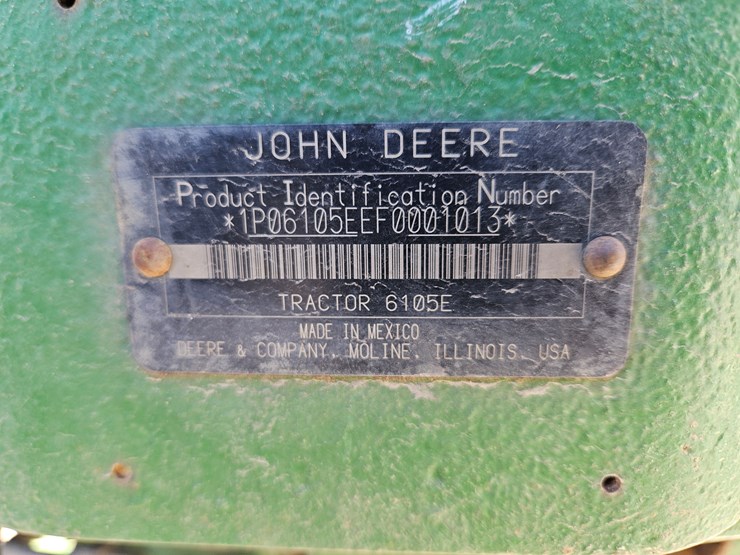 JOHN DEERE
Product Identification Number
*1P06105EEF0001013*
TRACTOR 6105E
MADE IN MEXICO
DEERE & COMPANY, MOLINE, ILLINOIS, USA